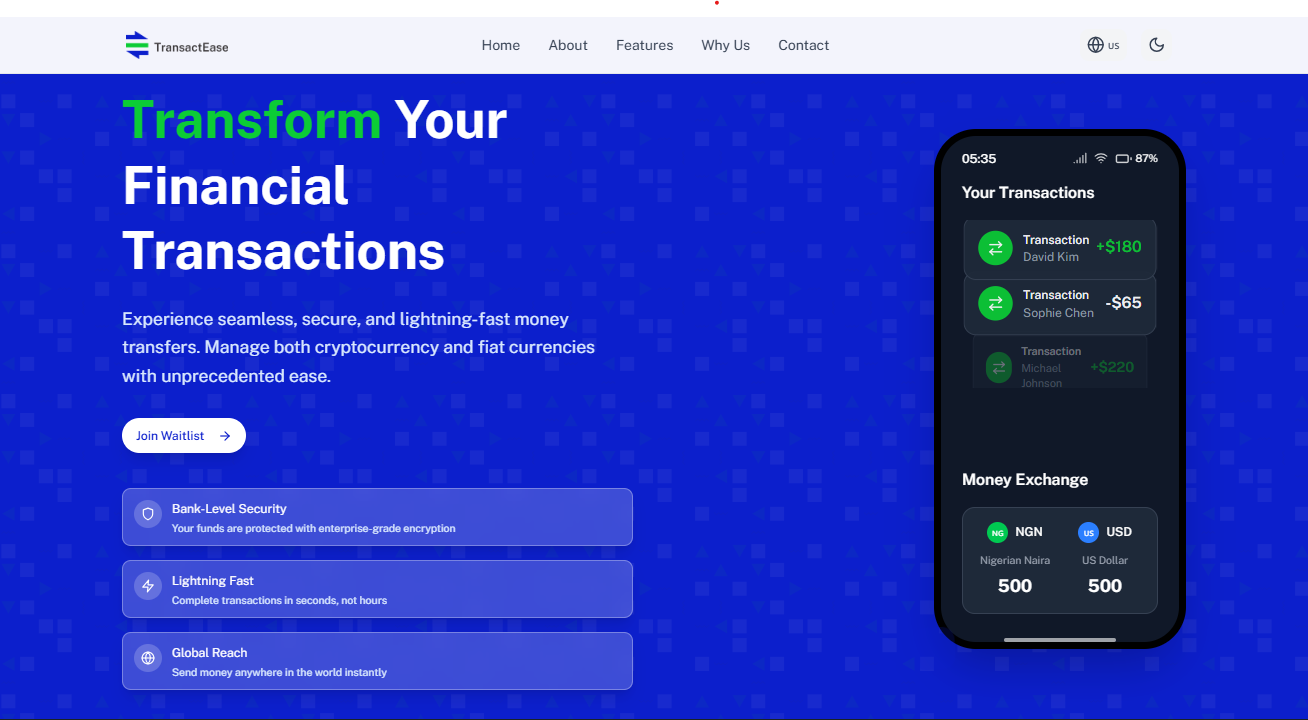 TransactEase
Home About Features Why Us Contact
US
Transform Your
Financial
Transactions
Experience seamless, secure, and lightning-fast money
transfers. Manage both cryptocurrency and fiat currencies
with unprecedented ease.
Join Waitlist
Bank-Level Security
Your funds are protected with enterprise-grade encryption
Lightning Fast
Complete transactions in seconds, not hours
Global Reach
Send money anywhere in the world instantly
05:35 87%
Your Transactions
Transaction +$180
David Kim
Transaction -$65
Sophie Chen
Transaction +$220
Michael
Johnson
Money Exchange
NG NGN US USD
Nigerian Naira US Dollar
500 500